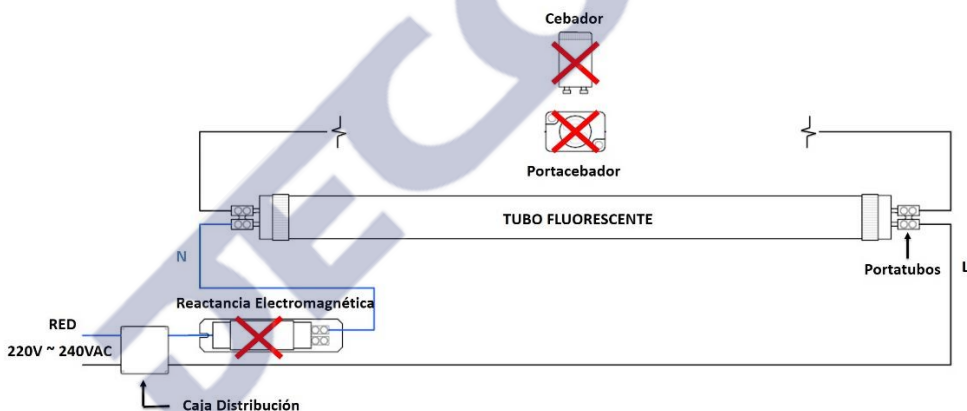 Cebador
Portacebador
TUBO FLUORESCENTE
N
Portatubos
L
Reactancia Electromagnética
RED
220V ~ 240VAC
Caja Distribución